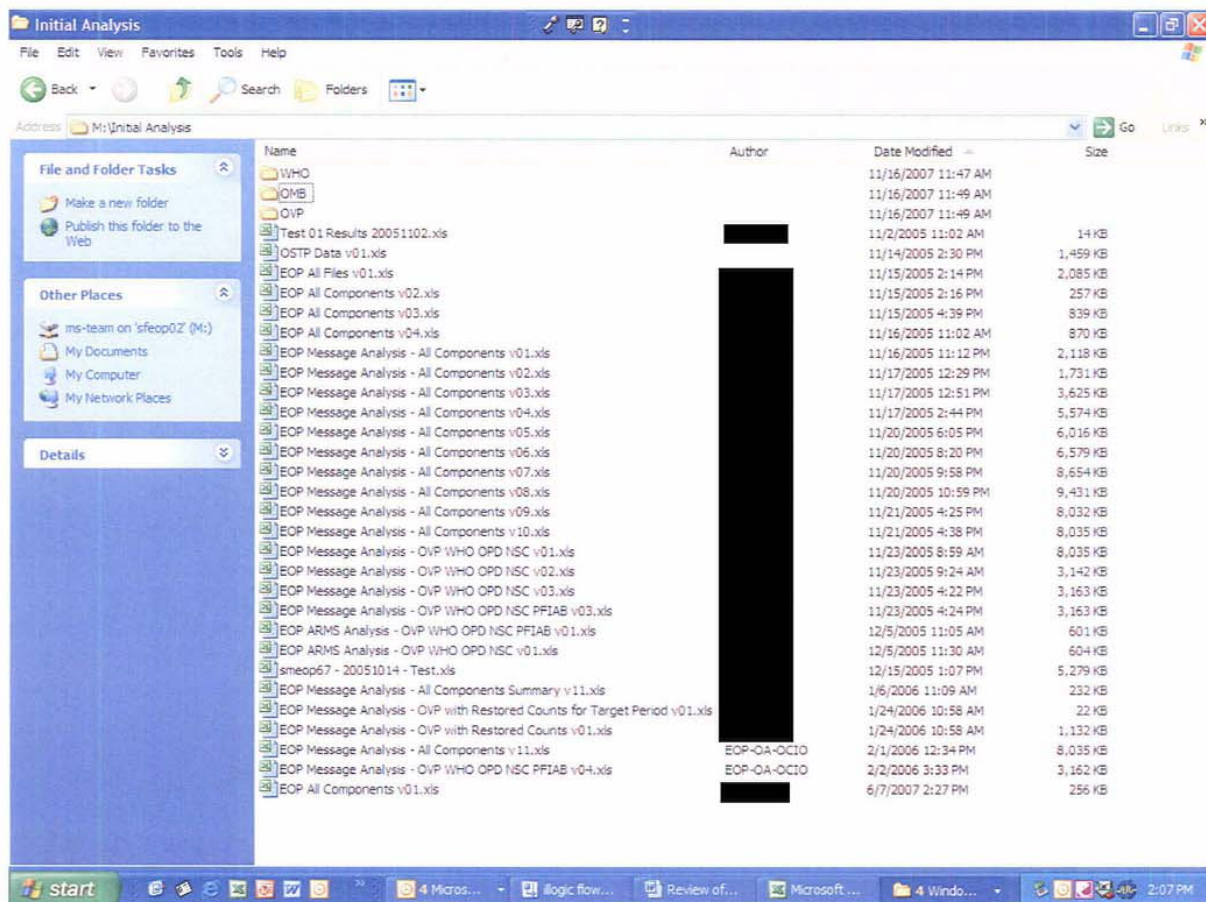 Initial Analysis
File Edit View Favorites Tools Help
Back Search Folders
Address M:\Initial Analysis Go Links »
File and Folder Tasks
Make a new folder
Publish this folder to the
Web
Other Places
ms-team on 'sfeop02' (M:)
My Documents
My Computer
My Network Places
Details
Name Author Date Modified Size
WHO 11/16/2007 11:47 AM
OMB 11/16/2007 11:49 AM
OVP 11/16/2007 11:49 AM
Test 01 Results 20051102.xls 11/2/2005 11:02 AM 14 KB
OSTP Data v01.xls 11/14/2005 2:30 PM 1,459 KB
EOP All Files v01.xls 11/15/2005 2:14 PM 2,085 KB
EOP All Components v02.xls 11/15/2005 2:16 PM 257 KB
EOP All Components v03.xls 11/15/2005 4:39 PM 839 KB
EOP All Components v04.xls 11/16/2005 11:02 AM 870 KB
EOP Message Analysis - All Components v01.xls 11/16/2005 11:12 PM 2,118 KB
EOP Message Analysis - All Components v02.xls 11/17/2005 12:29 PM 1,731 KB
EOP Message Analysis - All Components v03.xls 11/17/2005 12:51 PM 3,625 KB
EOP Message Analysis - All Components v04.xls 11/17/2005 2:44 PM 5,574 KB
EOP Message Analysis - All Components v05.xls 11/20/2005 6:05 PM 6,016 KB
EOP Message Analysis - All Components v06.xls 11/20/2005 8:20 PM 6,579 KB
EOP Message Analysis - All Components v07.xls 11/20/2005 9:58 PM 8,654 KB
EOP Message Analysis - All Components v08.xls 11/20/2005 10:59 PM 9,431 KB
EOP Message Analysis - All Components v09.xls 11/21/2005 4:25 PM 8,032 KB
EOP Message Analysis - All Components v10.xls 11/21/2005 4:38 PM 8,035 KB
EOP Message Analysis - OVP WHO OPD NSC v01.xls 11/23/2005 8:59 AM 8,035 KB
EOP Message Analysis - OVP WHO OPD NSC v02.xls 11/23/2005 9:24 AM 3,142 KB
EOP Message Analysis - OVP WHO OPD NSC v03.xls 11/23/2005 4:22 PM 3,163 KB
EOP Message Analysis - OVP WHO OPD NSC PFIAB v03.xls 11/23/2005 4:24 PM 3,163 KB
EOP ARMS Analysis - OVP WHO OPD NSC PFIAB v01.xls 12/5/2005 11:05 AM 601 KB
EOP ARMS Analysis - OVP WHO OPD NSC v01.xls 12/5/2005 11:30 AM 604 KB
smeop67 - 20051014 - Test.xls 12/15/2005 1:07 PM 5,279 KB
EOP Message Analysis - All Components Summary v11.xls 1/6/2006 11:09 AM 232 KB
EOP Message Analysis - OVP with Restored Counts for Target Period v01.xls 1/24/2006 10:58 AM 22 KB
EOP Message Analysis - OVP with Restored Counts v01.xls 1/24/2006 10:58 AM 1,132 KB
EOP Message Analysis - All Components v11.xls EOP-OA-OCIO 2/1/2006 12:34 PM 8,035 KB
EOP Message Analysis - OVP WHO OPD NSC PFIAB v04.xls EOP-OA-OCIO 2/2/2006 3:33 PM 3,162 KB
EOP All Components v01.xls 6/7/2007 2:27 PM 256 KB
start » 4 Micros... illogic flow... Review of... Microsoft ... 4 Windo... 2:07 PM